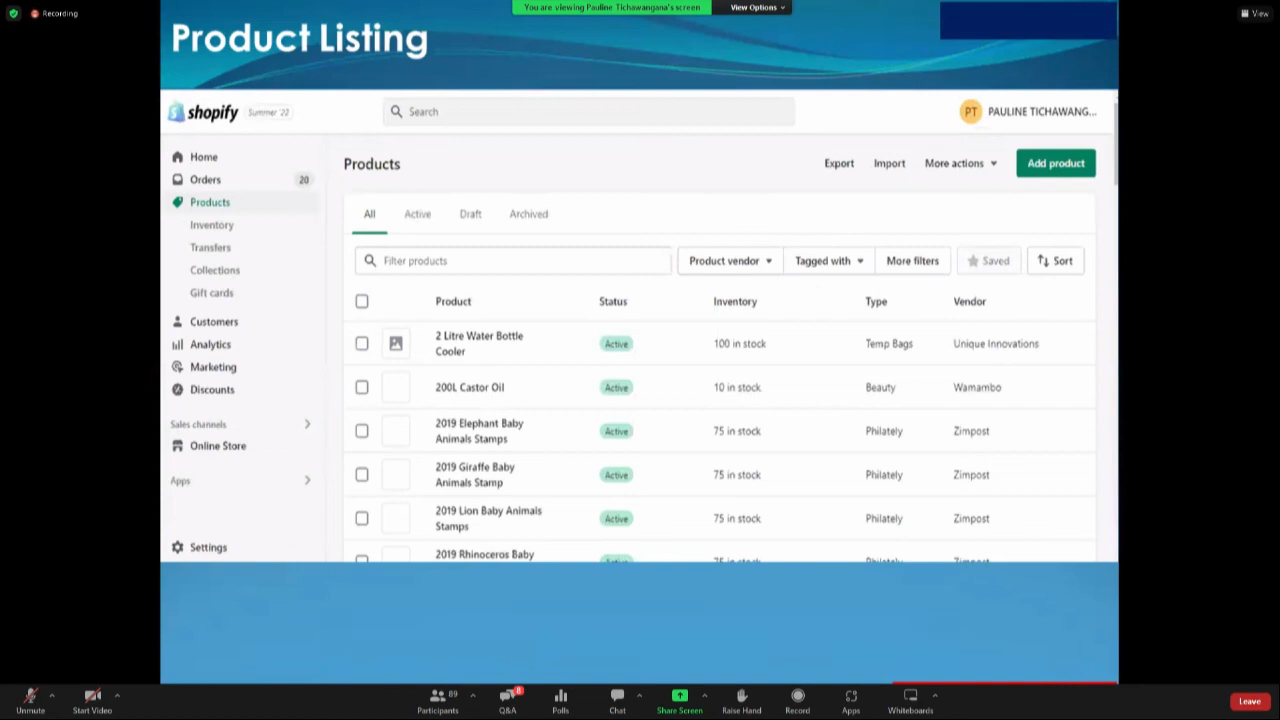 Recording
You are viewing Pauline Tichawangana's screen
View Options
View
Product Listing
shopify
Summer '22
Search
PT
PAULINE TICHAWANG...
Home
Orders 20
Products
Inventory
Transfers
Collections
Gift cards
Customers
Analytics
Marketing
Discounts
Sales channels
Online Store
Apps
Settings
Products
Export Import More actions Add product
All Active Draft Archived
Filter products Product vendor Tagged with More filters Saved Sort
Product Status Inventory Type Vendor
2 Litre Water Bottle
Cooler
Active 100 in stock Temp Bags Unique Innovations
200L Castor Oil Active 10 in stock Beauty Wamambo
2019 Elephant Baby
Animals Stamps
Active 75 in stock Philately Zimpost
2019 Giraffe Baby
Animals Stamp
Active 75 in stock Philately Zimpost
2019 Lion Baby Animals
Stamps
Active 75 in stock Philately Zimpost
2019 Rhinoceros Baby
Active 75 in stock Philately Zimpost
Unmute Start Video Participants 89 Q&A 8 Polls Chat Share Screen Raise Hand Record Apps Whiteboards Leave